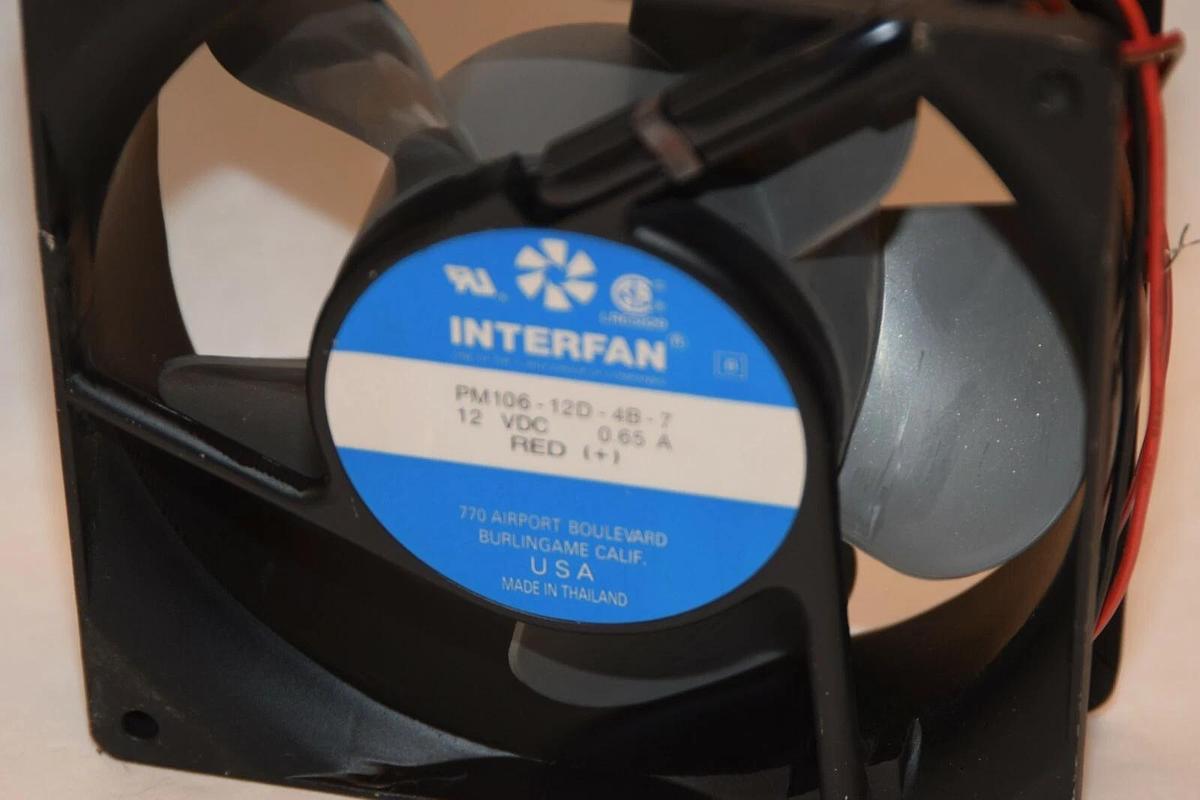 INTERFAN®
PM106-12D-4B-7
12 VDC 0.65 A
RED (+)
770 AIRPORT BOULEVARD
BURLINGAME CALIF.
USA
MADE IN THAILAND